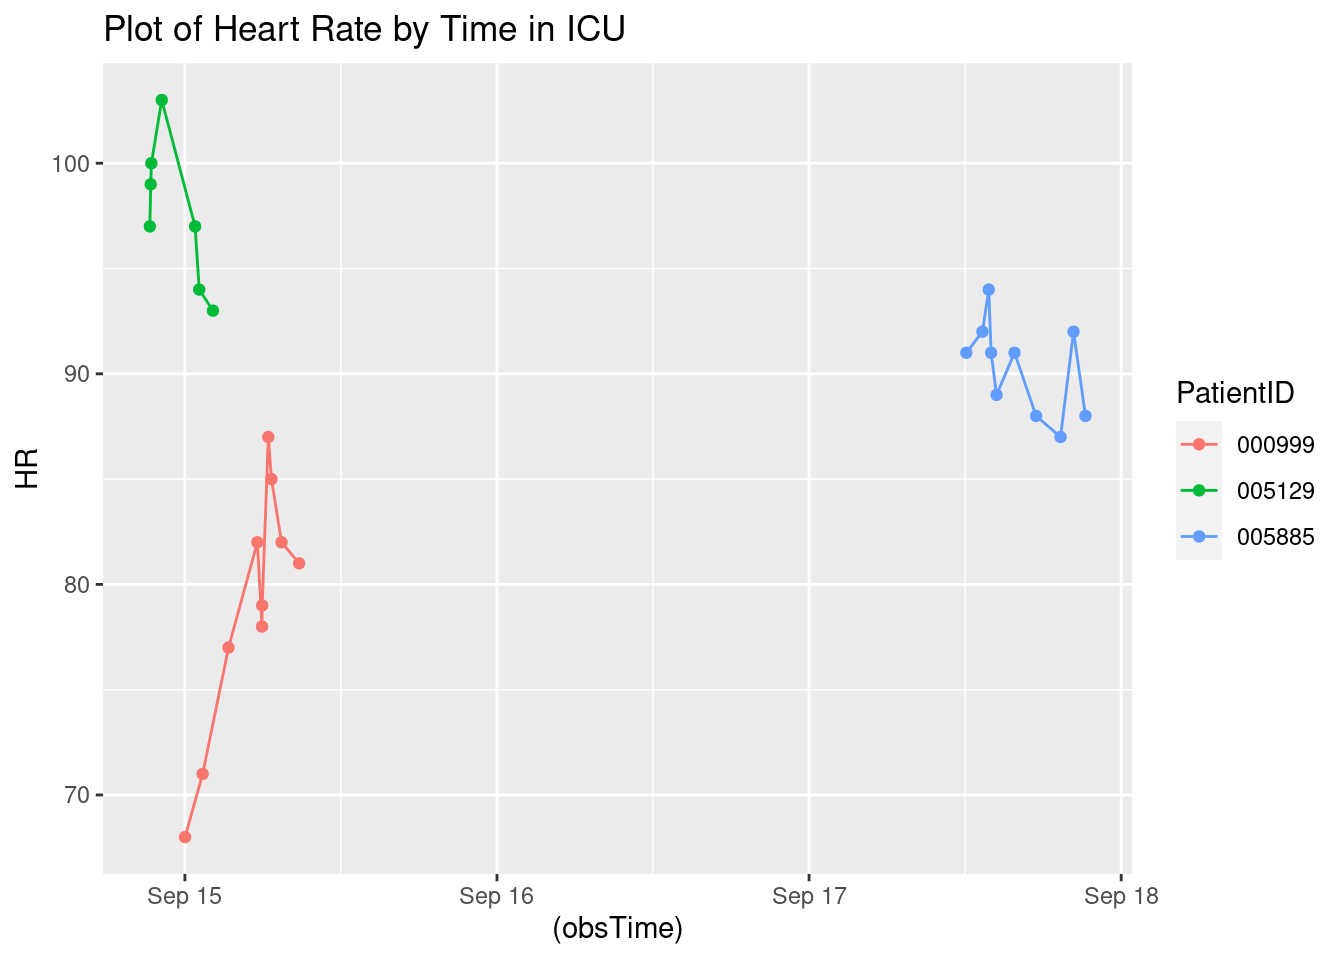 Plot of Heart Rate by Time in ICU
100
90
80
70
HR
Sep 15
Sep 16
Sep 17
Sep 18
(obsTime)
PatientID
000999
005129
005885